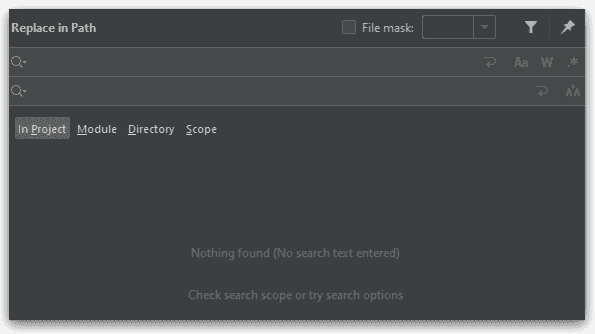 Replace in Path File mask:
Aa W .*
In Project Module Directory Scope
Nothing found (No search text entered)
Check search scope or try search options